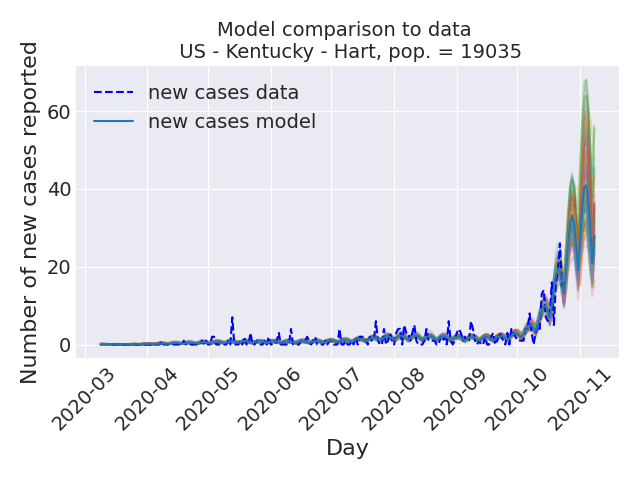 Model comparison to data
US - Kentucky - Hart, pop. = 19035
new cases data
new cases model
Number of new cases reported
60
40
20
0
2020-03
2020-04
2020-05
2020-06
2020-07
2020-08
2020-09
2020-10
2020-11
Day